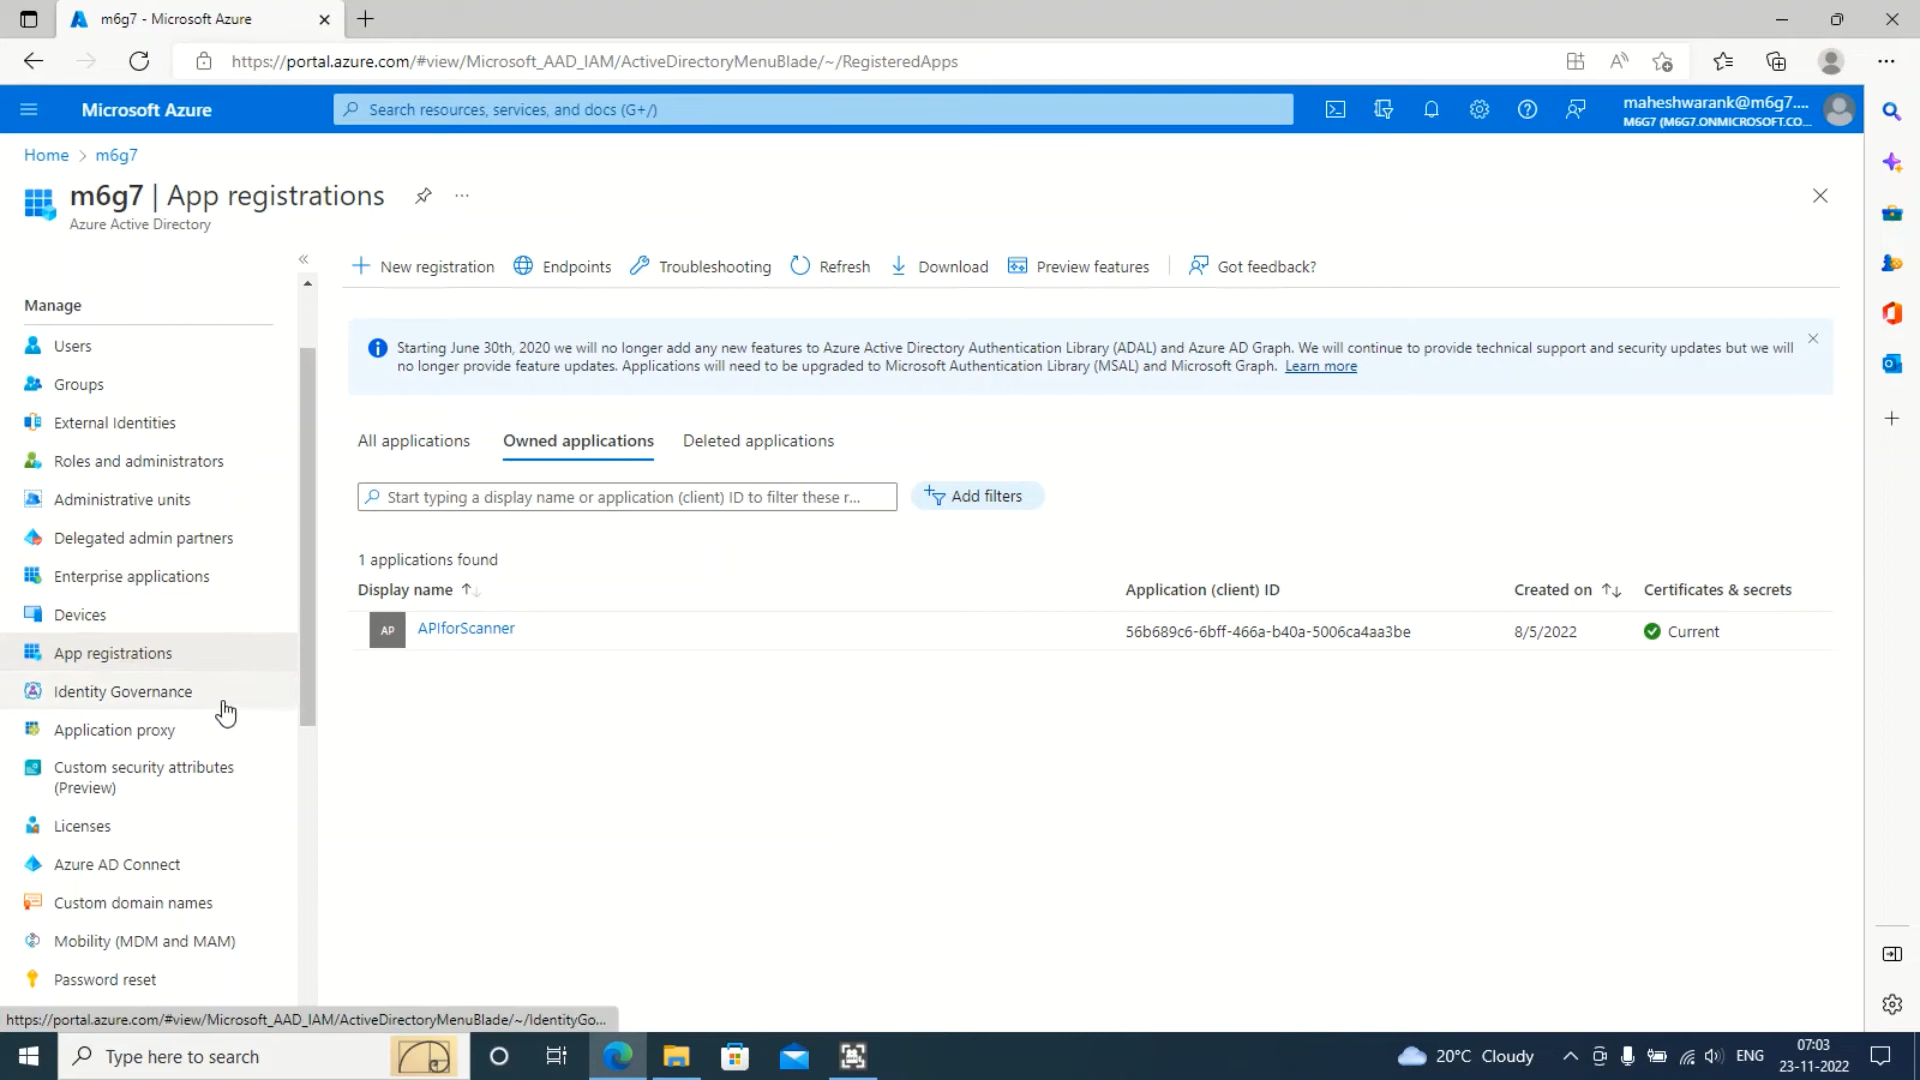 m6g7 - Microsoft Azure
https://portal.azure.com/#view/Microsoft_AAD_IAM/ActiveDirectoryMenuBlade/~/RegisteredApps
Microsoft Azure
Search resources, services, and docs (G+/)
maheshwarank@m6g7....
M6G7 (M6G7.ONMICROSOFT.CO...
Home > m6g7
m6g7 | App registrations
Azure Active Directory
New registration
Endpoints
Troubleshooting
Refresh
Download
Preview features
Got feedback?
Manage
Users
Groups
External Identities
Roles and administrators
Administrative units
Delegated admin partners
Enterprise applications
Devices
App registrations
Identity Governance
Application proxy
Custom security attributes
(Preview)
Licenses
Azure AD Connect
Custom domain names
Mobility (MDM and MAM)
Password reset
Starting June 30th, 2020 we will no longer add any new features to Azure Active Directory Authentication Library (ADAL) and Azure AD Graph. We will continue to provide technical support and security updates but we will
no longer provide feature updates. Applications will need to be upgraded to Microsoft Authentication Library (MSAL) and Microsoft Graph. Learn more
All applications
Owned applications
Deleted applications
Start typing a display name or application (client) ID to filter these r...
Add filters
1 applications found
Display name
Application (client) ID
Created on
Certificates & secrets
AP
APIforScanner
56b689c6-6bff-466a-b40a-5006ca4aa3be
8/5/2022
Current
https://portal.azure.com/#view/Microsoft_AAD_IAM/ActiveDirectoryMenuBlade/~/IdentityGo...
Type here to search
20°C Cloudy
ENG
07:03
23-11-2022